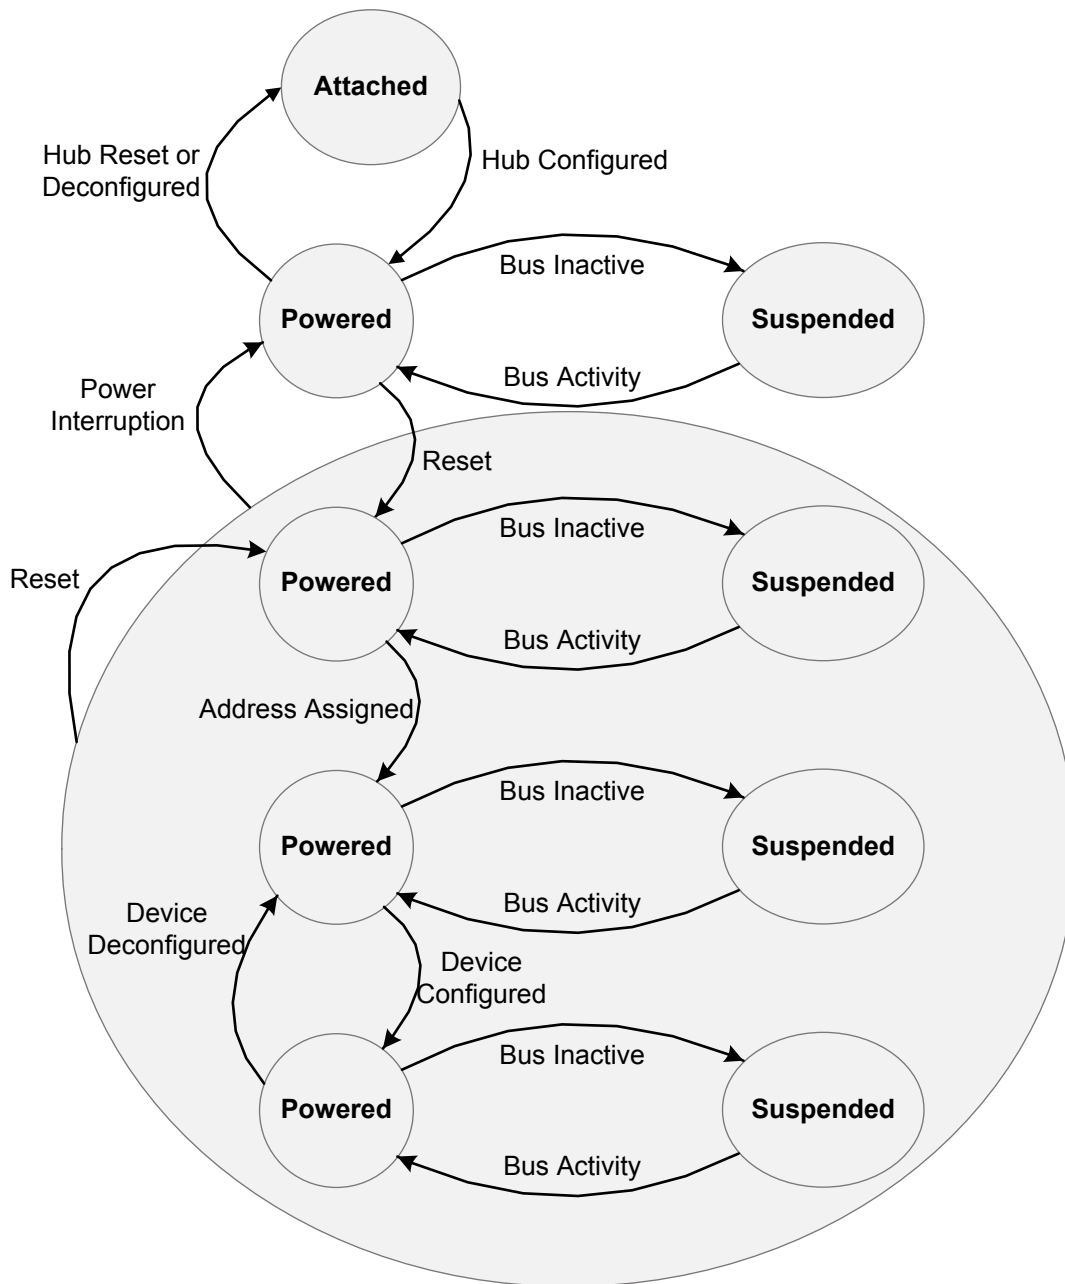 Attached
Hub Reset or
Deconfigured
Hub Configured
Bus Inactive
Powered
Suspended
Bus Activity
Power
Interruption
Reset
Bus Inactive
Reset
Powered
Suspended
Bus Activity
Address Assigned
Bus Inactive
Powered
Suspended
Bus Activity
Device
Deconfigured
Device
Configured
Bus Inactive
Powered
Suspended
Bus Activity